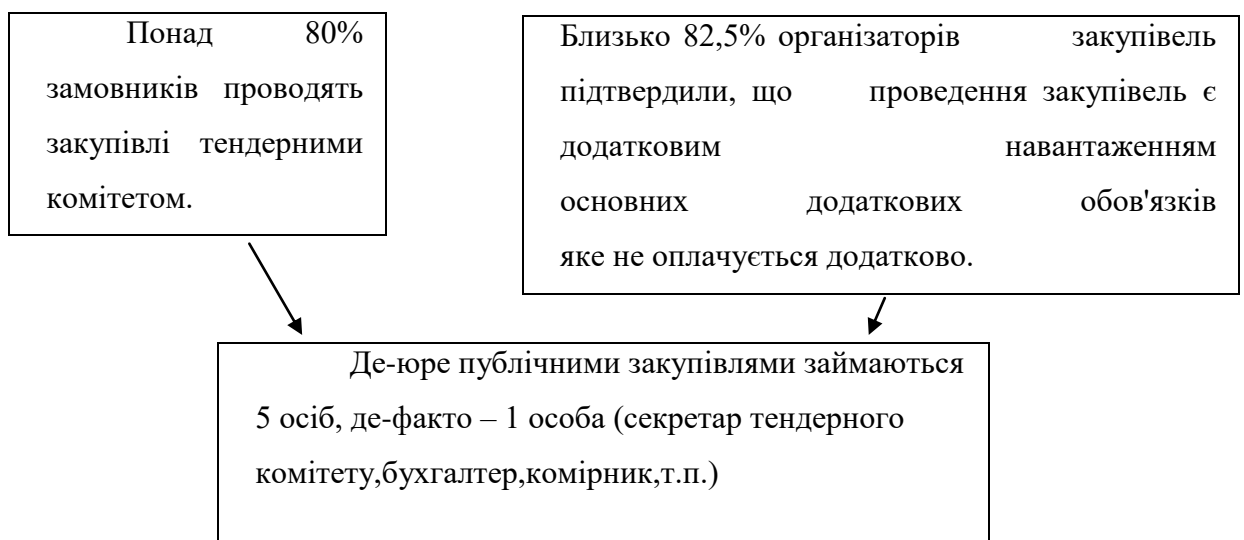 Понад 80%
замовників проводять
закупівлі тендерними
комітетом.
Близько 82,5% організаторів закупівель
підтвердили, що проведення закупівель є
додатковим навантаженням
основних додаткових обов'язків
яке не оплачується додатково.
Де-юре публічними закупівлями займаються
5 осіб, де-факто – 1 особа (секретар тендерного
комітету,бухгалтер,комірник,т.п.)